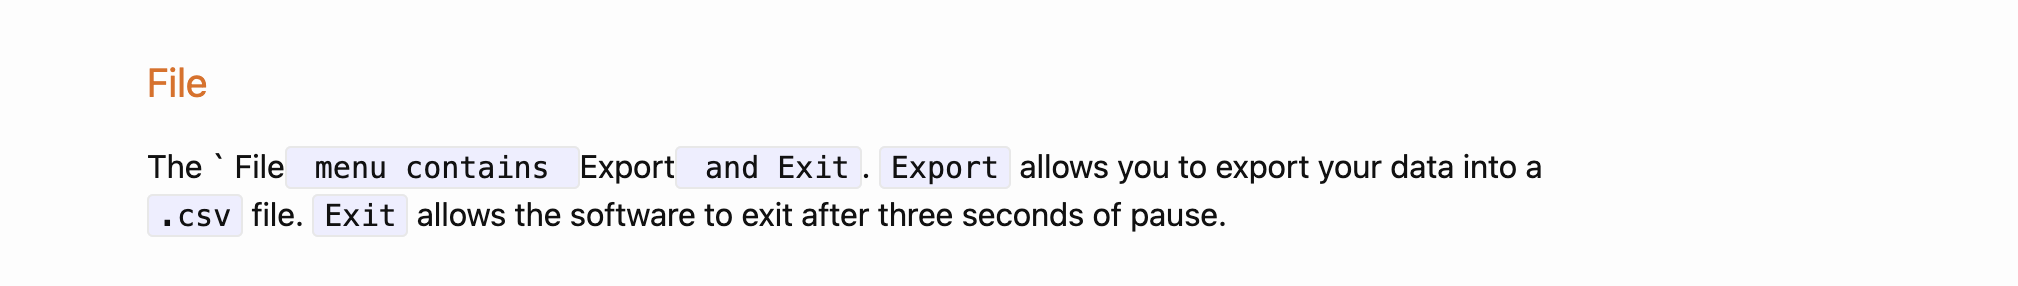 File
The ` File menu contains Export and Exit. Export allows you to export your data into a
.csv file. Exit allows the software to exit after three seconds of pause.